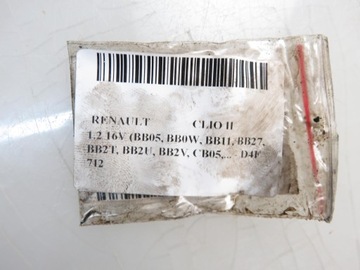 RENAULT CLIO II
1.2 16V (BB05, BB0W, BB11, BB27,
BB2T, BB2U, BB2V, CB05,... D4F
712